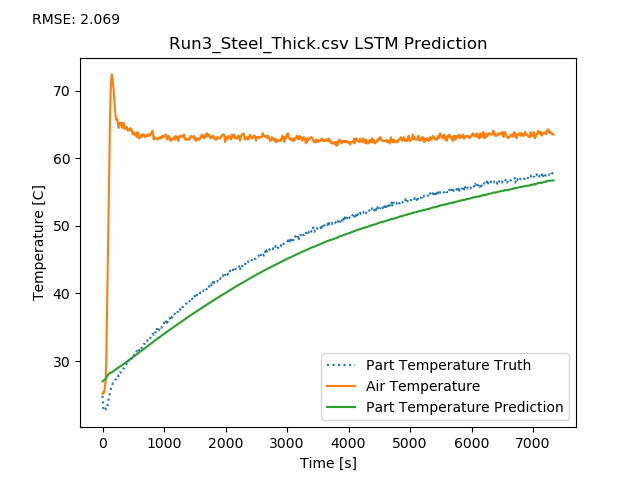 RMSE: 2.069
Run3_Steel_Thick.csv LSTM Prediction
Temperature [C]
70
60
50
40
30
Part Temperature Truth
Air Temperature
Part Temperature Prediction
0 1000 2000 3000 4000 5000 6000 7000
Time [s]